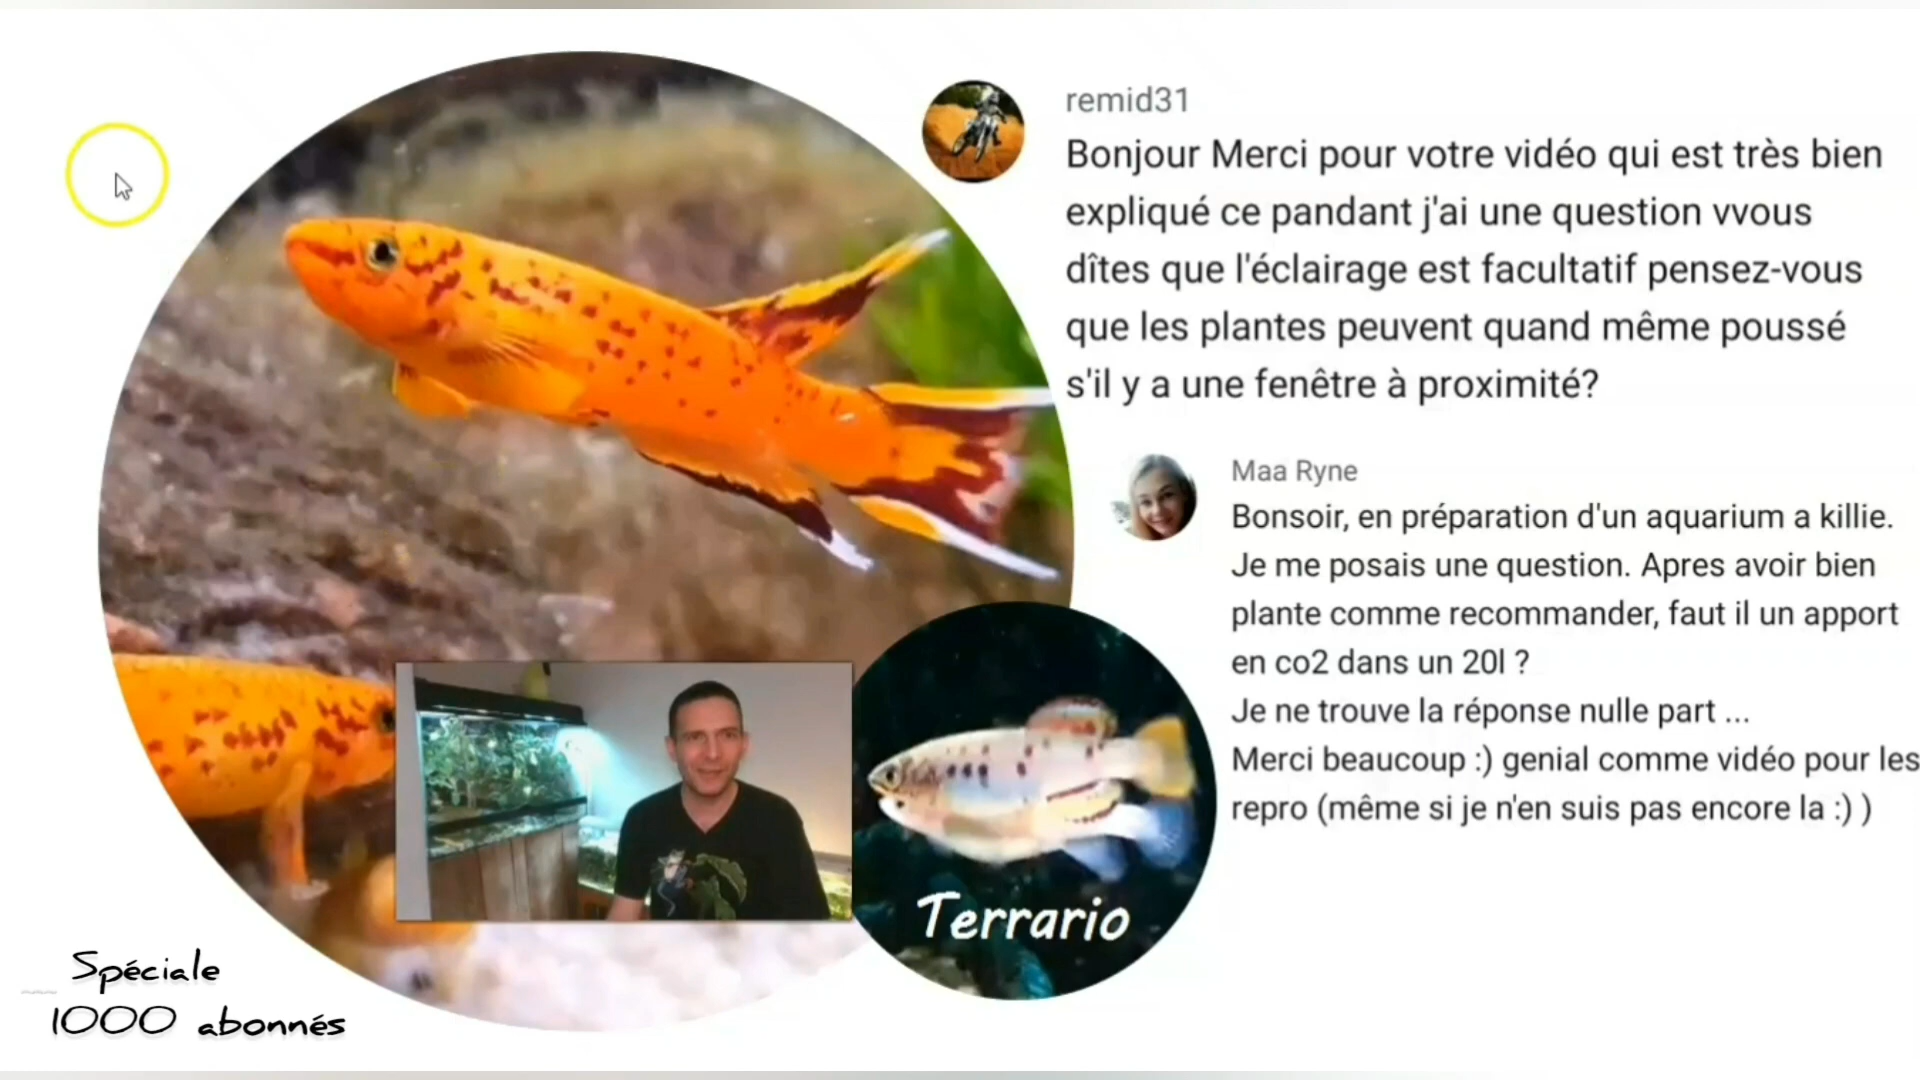 remid31
Bonjour Merci pour votre vidéo qui est très bien
expliqué ce pandant j'ai une question vvous
dîtes que l'éclairage est facultatif pensez-vous
que les plantes peuvent quand même poussé
s'il y a une fenêtre à proximité?
Maa Ryne
Bonsoir, en préparation d'un aquarium a killie.
Je me posais une question. Apres avoir bien
plante comme recommander, faut il un apport
en co2 dans un 20l ?
Je ne trouve la réponse nulle part ...
Merci beaucoup :) genial comme vidéo pour les
repro (même si je n'en suis pas encore la :) )
Terrario
Spéciale
1000 abonnés